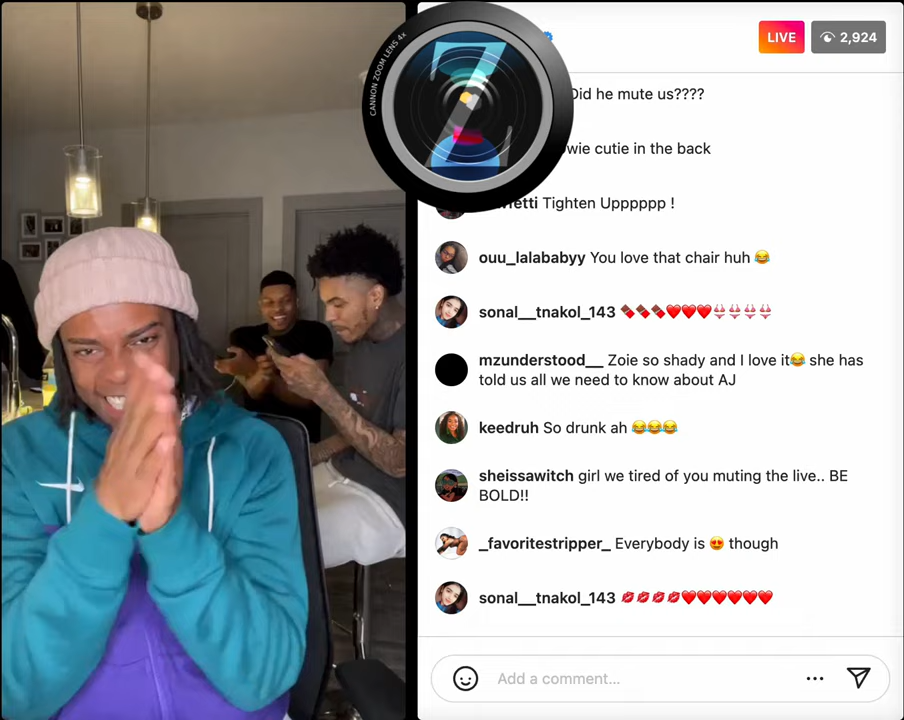 CANNON ZOOM LENS 4x
LIVE
2,924
Did he mute us????
wie cutie in the back
etti Tighten Upppppp !
ouu_lalababyy You love that chair huh 😂
sonal__tnakol_143 🍫🍫🍫❤️❤️❤️👙👙👙👙
mzunderstood__ Zoie so shady and I love it😂 she has
told us all we need to know about AJ
keedruh So drunk ah 😂😂😂
sheissawitch girl we tired of you muting the live.. BE
BOLD!!
_favoritestripper_ Everybody is 😍 though
sonal__tnakol_143 💋💋💋💋❤️❤️❤️❤️❤️❤️
Add a comment...